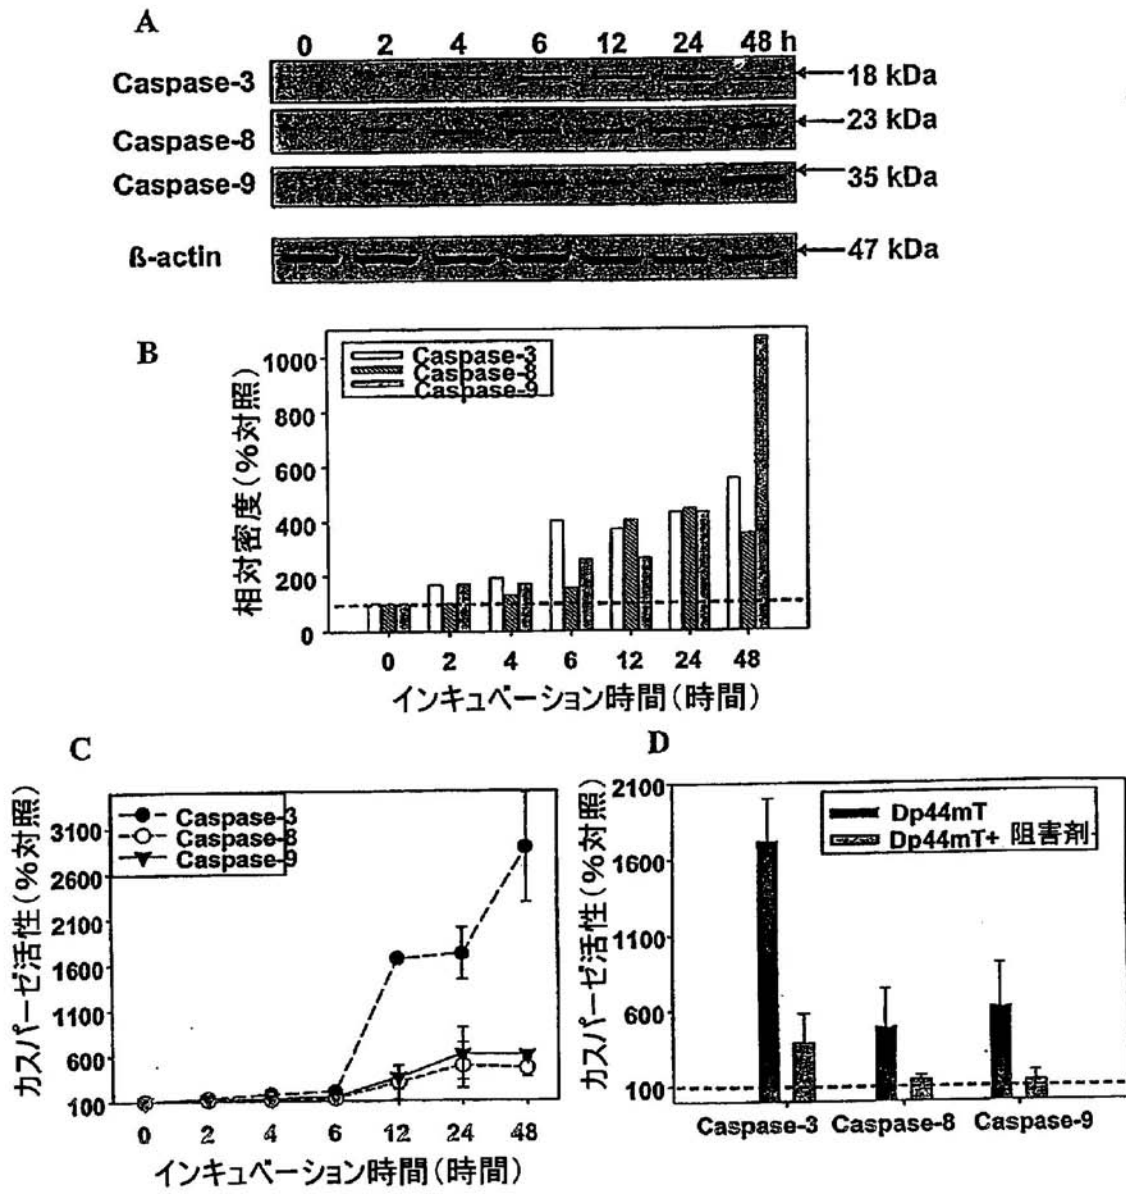 A
0 2 4 6 12 24 48 h
Caspase-3 18 kDa
Caspase-8 23 kDa
Caspase-9 35 kDa
ß-actin 47 kDa
B
相対密度(%対照)
1000
800
600
400
200
0
Caspase-3
Caspase-8
Caspase-9
0 2 4 6 12 24 48
インキュベーション時間(時間)
C
カスパーゼ活性(%対照)
3100
2600
2100
1600
1100
600
100
Caspase-3
Caspase-8
Caspase-9
0 2 4 6 12 24 48
インキュベーション時間(時間)
D
カスパーゼ活性(%対照)
2100
1600
1100
600
100
Dp44mT
Dp44mT+ 阻害剤
Caspase-3 Caspase-8 Caspase-9